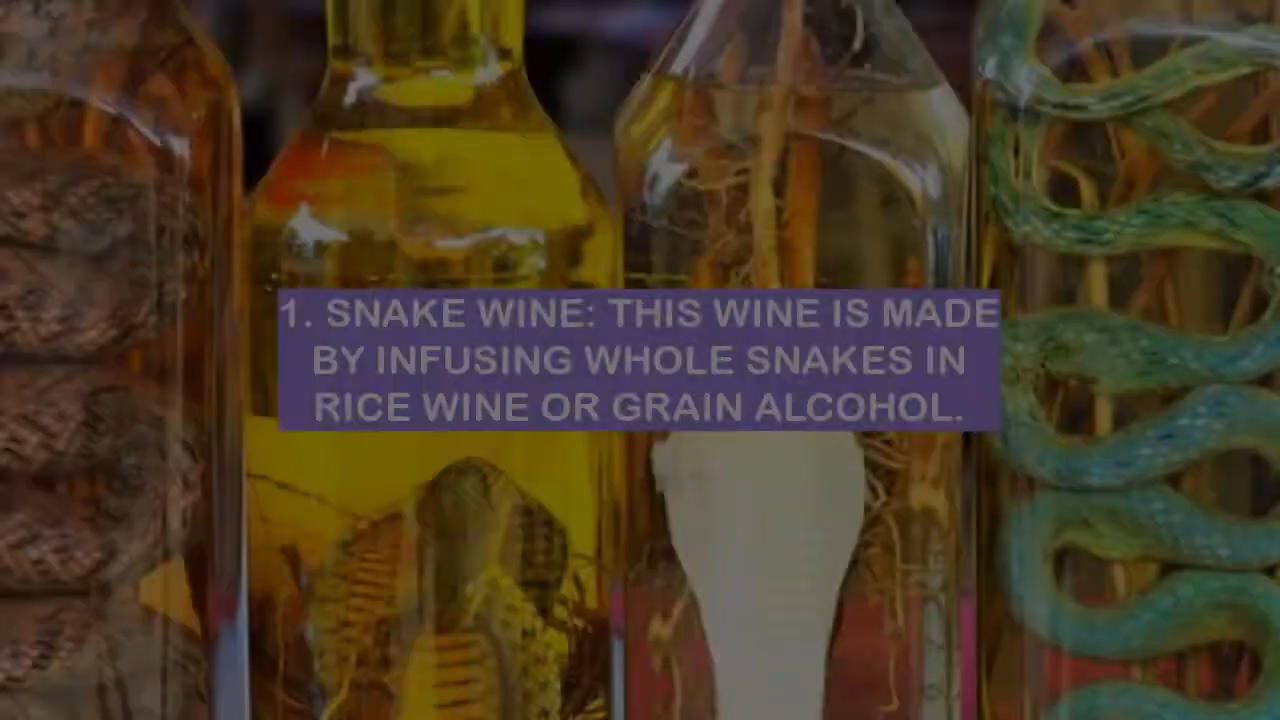 1. SNAKE WINE: THIS WINE IS MADE
BY INFUSING WHOLE SNAKES IN
RICE WINE OR GRAIN ALCOHOL.